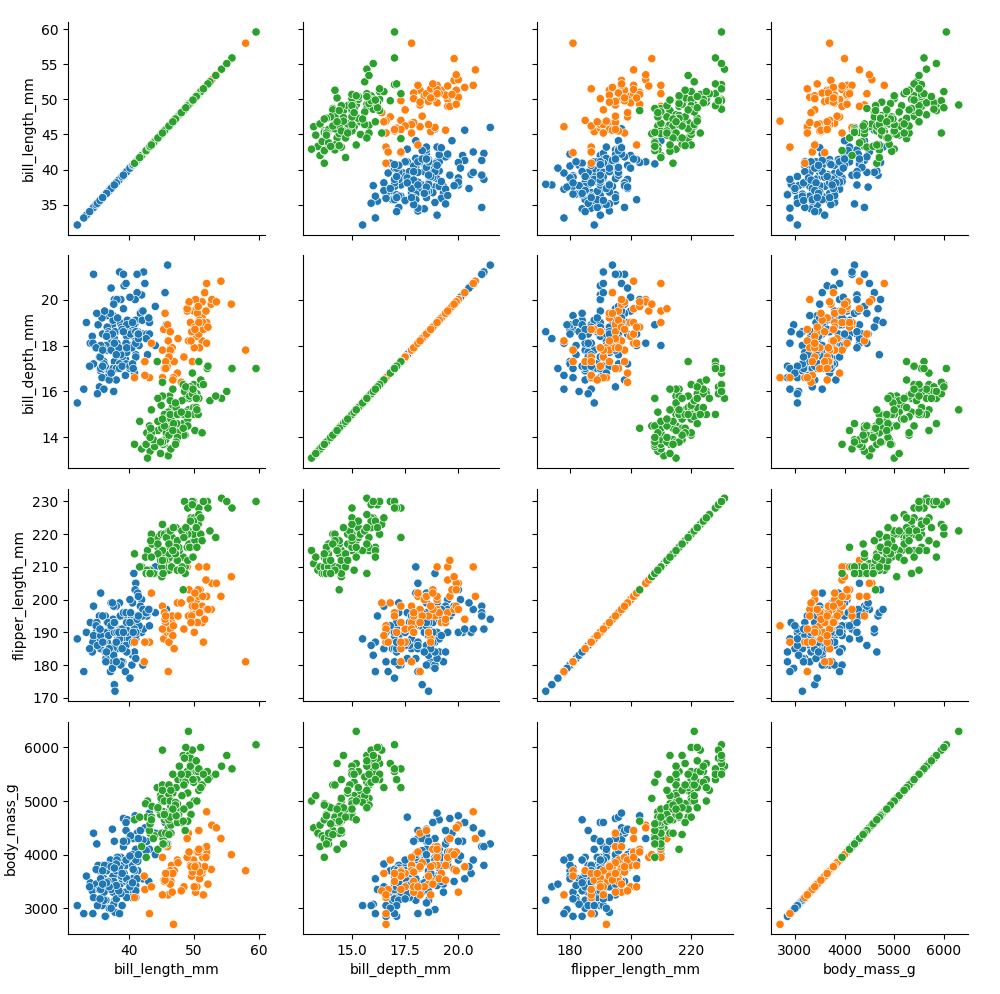 60
55
50
45
40
35
bill_length_mm
20
18
16
14
bill_depth_mm
230
220
210
200
190
180
170
flipper_length_mm
6000
5000
4000
3000
body_mass_g
40 50 60
15.0 17.5 20.0
180 200 220
3000 4000 5000 6000
bill_length_mm bill_depth_mm flipper_length_mm body_mass_g